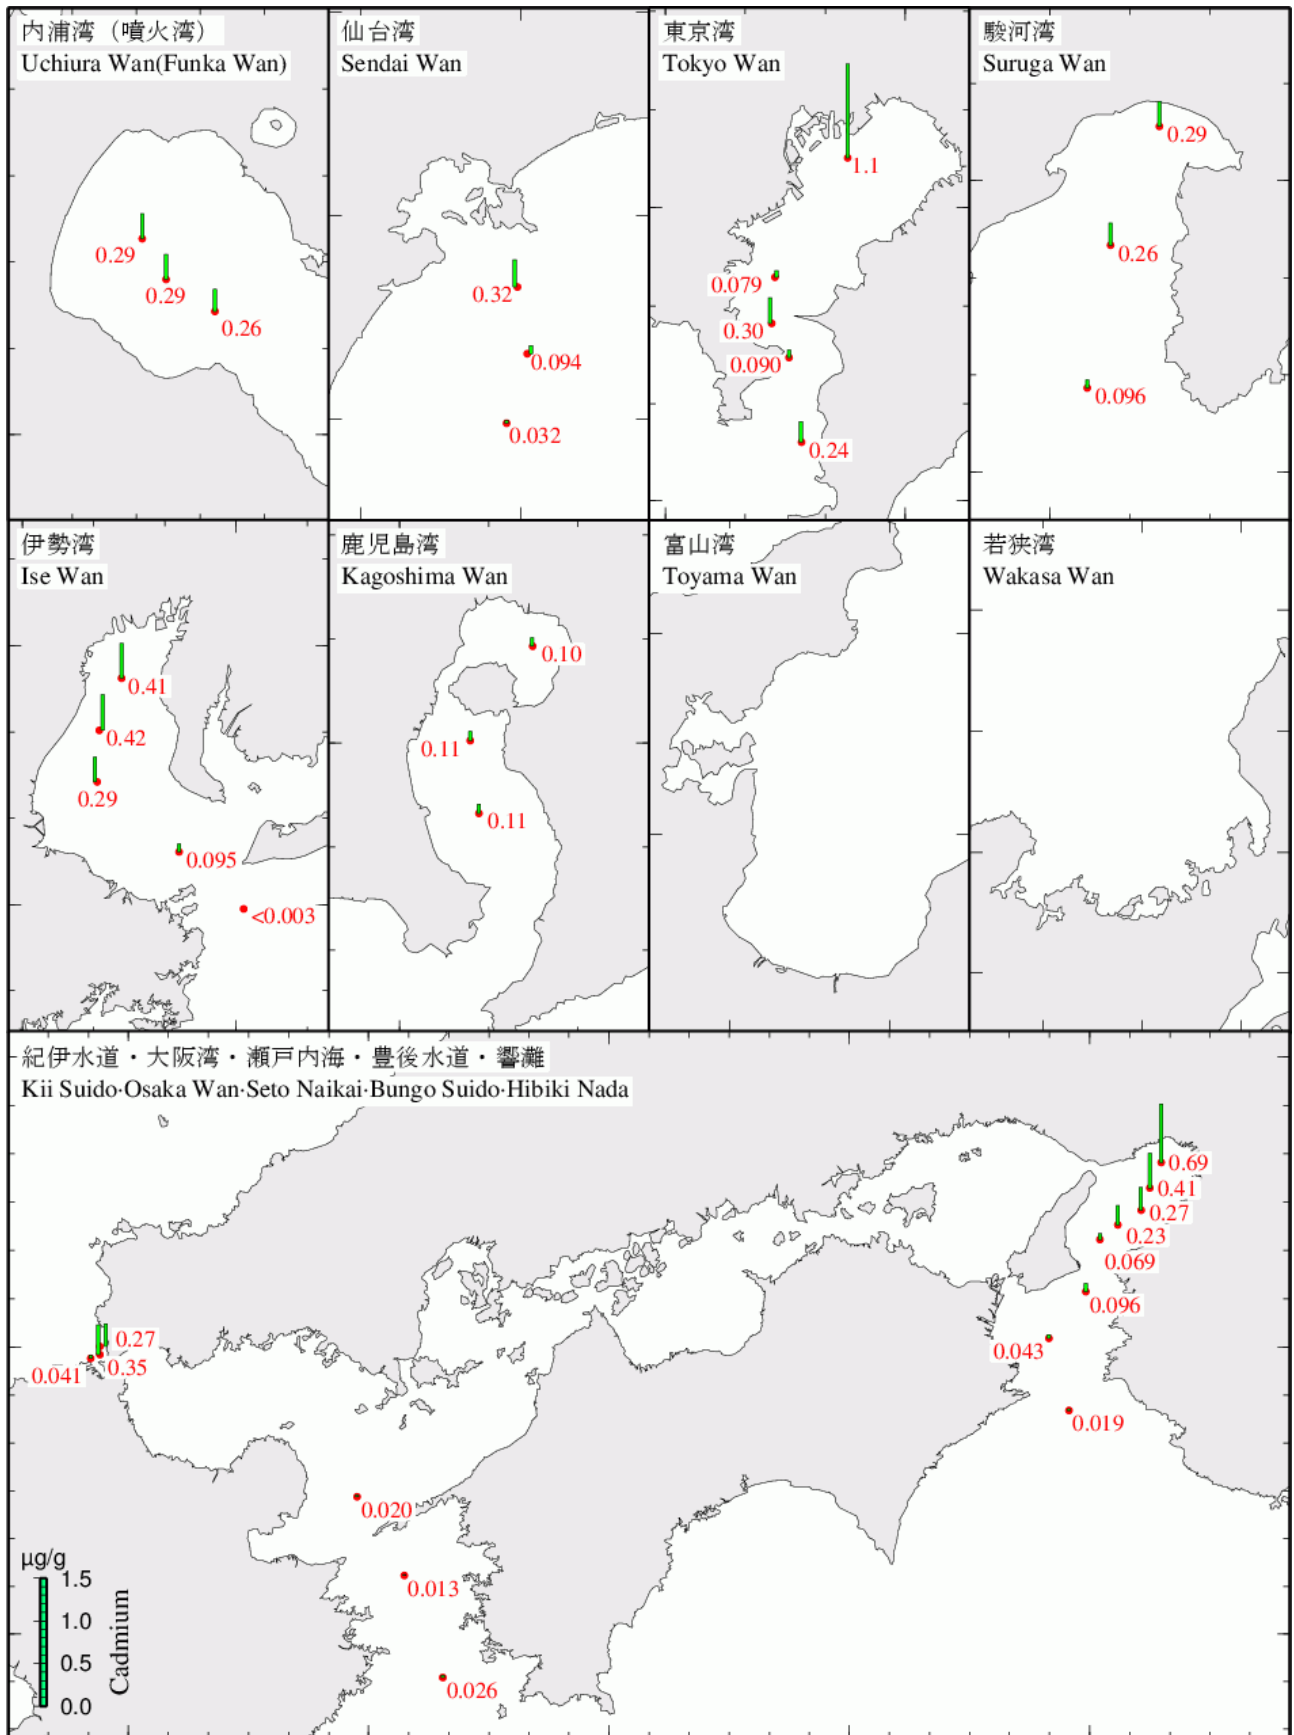 内浦湾（噴火湾）
Uchiura Wan(Funka Wan)
0.29
0.29
0.26
仙台湾
Sendai Wan
0.32
0.094
0.032
東京湾
Tokyo Wan
1.1
0.079
0.30
0.090
0.24
駿河湾
Suruga Wan
0.29
0.26
0.096
伊勢湾
Ise Wan
0.41
0.42
0.29
0.095
<0.003
鹿児島湾
Kagoshima Wan
0.10
0.11
0.11
富山湾
Toyama Wan
若狭湾
Wakasa Wan
紀伊水道・大阪湾・瀬戸内海・豊後水道・響灘
Kii Suido·Osaka Wan·Seto Naikai·Bungo Suido·Hibiki Nada
0.69
0.41
0.27
0.23
0.069
0.096
0.043
0.019
0.27
0.35
0.041
0.020
0.013
0.026
µg/g
1.5
1.0
0.5
0.0
Cadmium